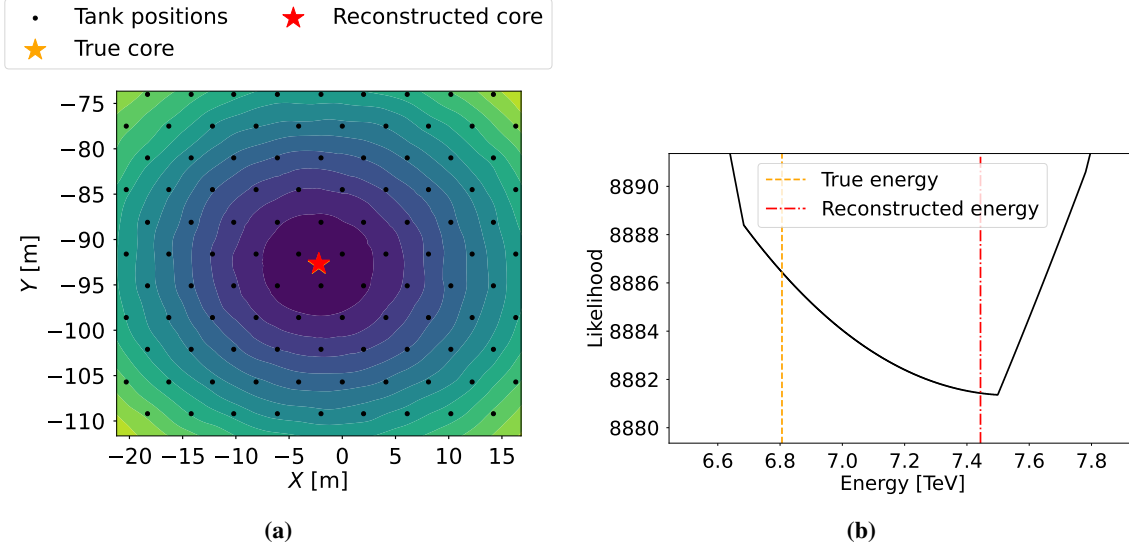 Tank positions
Reconstructed core
True core
−75
−80
−85
−90
−95
−100
−105
−110
Y [m]
−20 −15 −10 −5 0 5 10 15
X [m]
(a)
True energy
Reconstructed energy
8890
8888
8886
8884
8882
8880
Likelihood
6.6 6.8 7.0 7.2 7.4 7.6 7.8
Energy [TeV]
(b)